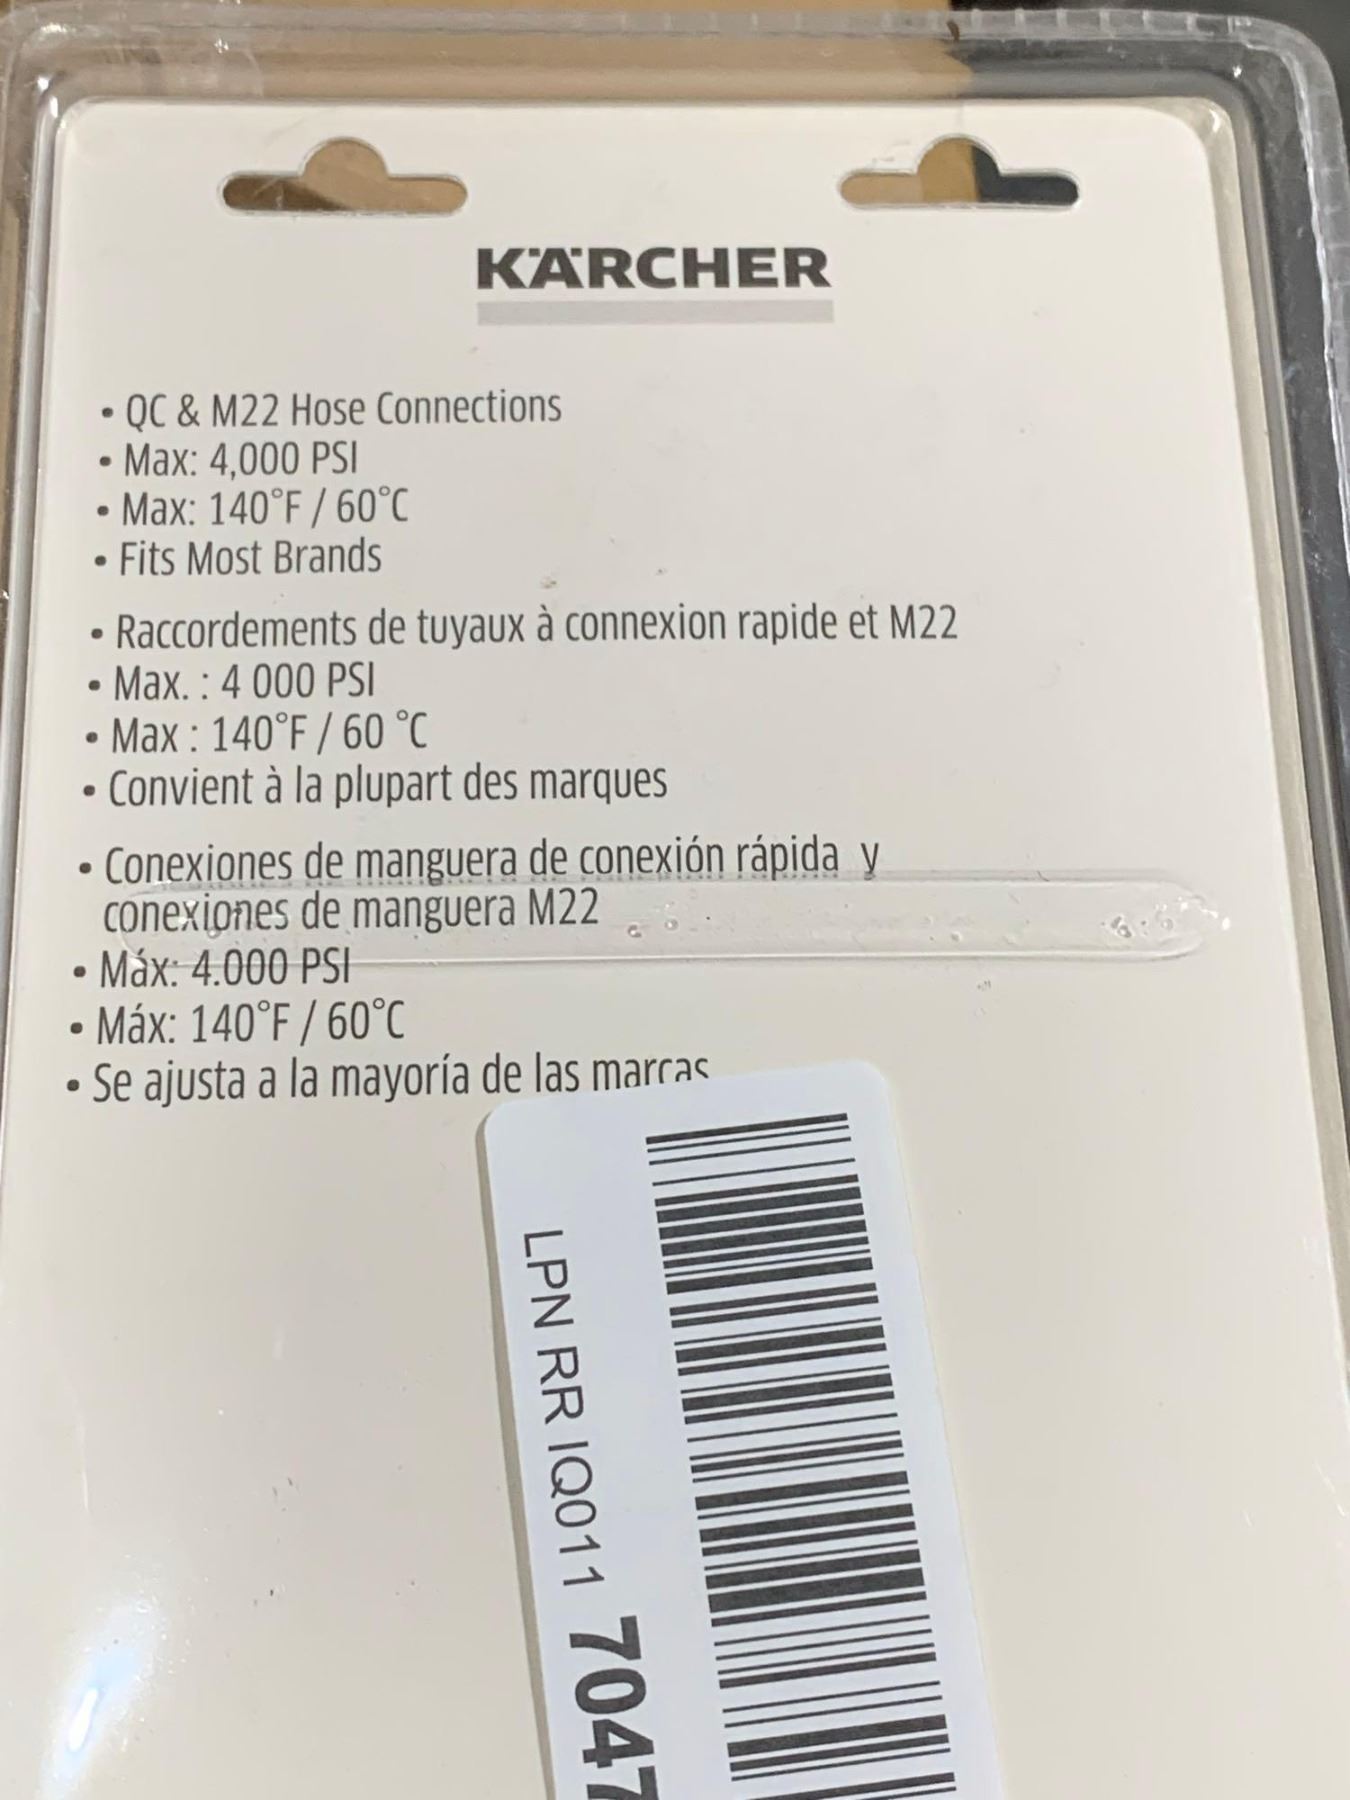 KÄRCHER
• QC & M22 Hose Connections
• Max: 4,000 PSI
• Max: 140°F / 60°C
• Fits Most Brands
• Raccordements de tuyaux à connexion rapide et M22
• Max. : 4 000 PSI
• Max : 140°F / 60 °C
• Convient à la plupart des marques
• Conexiones de manguera de conexión rápida y
conexiones de manguera M22
• Máx: 4.000 PSI
• Máx: 140°F / 60°C
• Se ajusta a la mayoría de las marcas
LPN RR IQ011 7047